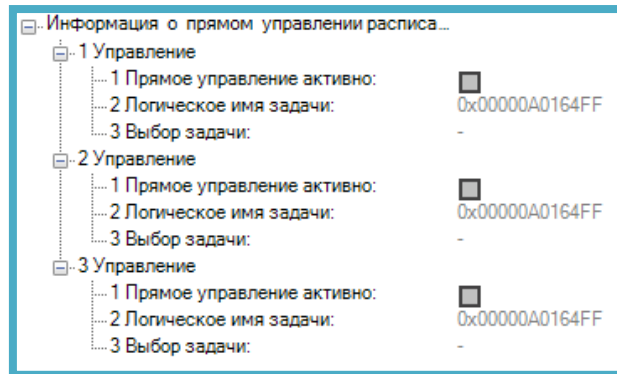 Информация о прямом управлении расписа...
1 Управление
1 Прямое управление активно:
2 Логическое имя задачи: 0x00000A0164FF
3 Выбор задачи: -
2 Управление
1 Прямое управление активно:
2 Логическое имя задачи: 0x00000A0164FF
3 Выбор задачи: -
3 Управление
1 Прямое управление активно:
2 Логическое имя задачи: 0x00000A0164FF
3 Выбор задачи: -